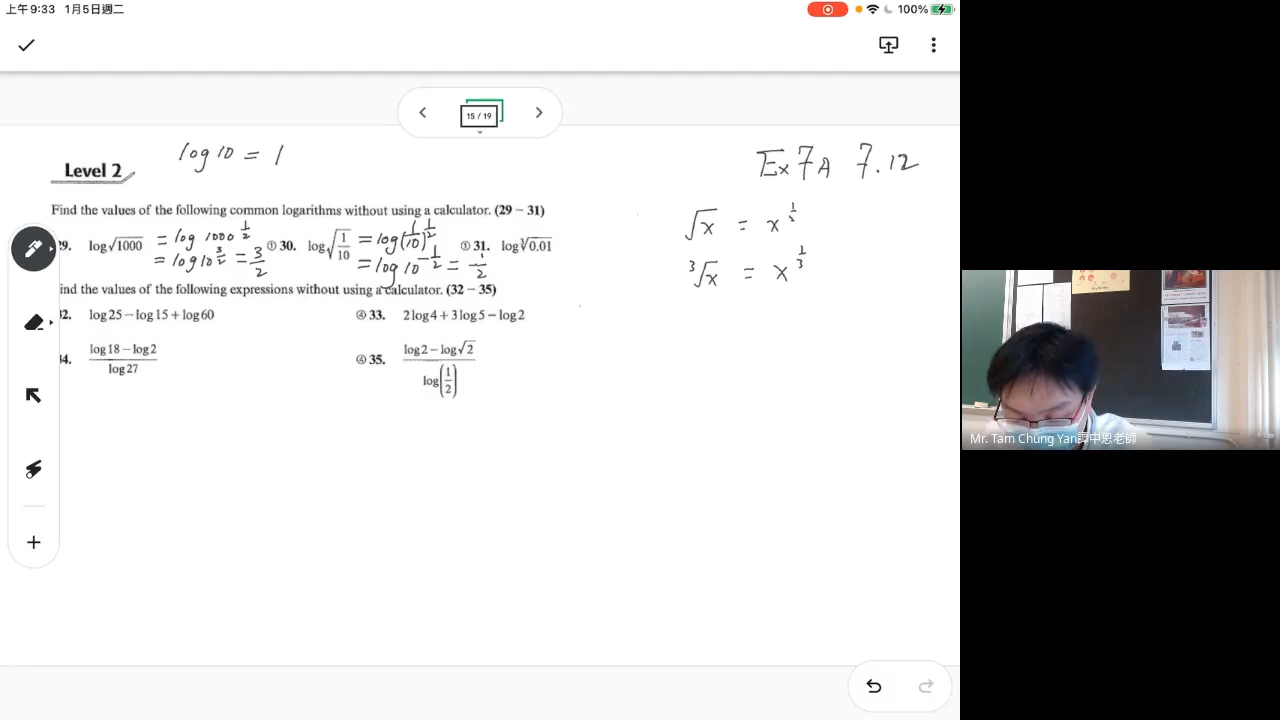 上午9:33 1月5日週二
100%
15 / 19
Level 2
log 10 = 1
Ex 7A 7.12
Find the values of the following common logarithms without using a calculator. (29 – 31)
29. log√1000 = log 1000^(1/2)
= log 10^(3/2) = 3/2
① 30. log√(1/10) = log(1/10)^(1/2)
= log 10^(-1/2) = -1/2
① 31. log∛0.01
√x = x^(1/2)
∛x = x^(1/3)
ind the values of the following expressions without using a calculator. (32 – 35)
32. log 25 – log 15 + log 60
④ 33. 2 log 4 + 3 log 5 – log 2
34. (log 18 – log 2)/(log 27)
④ 35. (log 2 – log√2)/(log(1/2))
Mr. Tam Chung Yan譚中恩老師